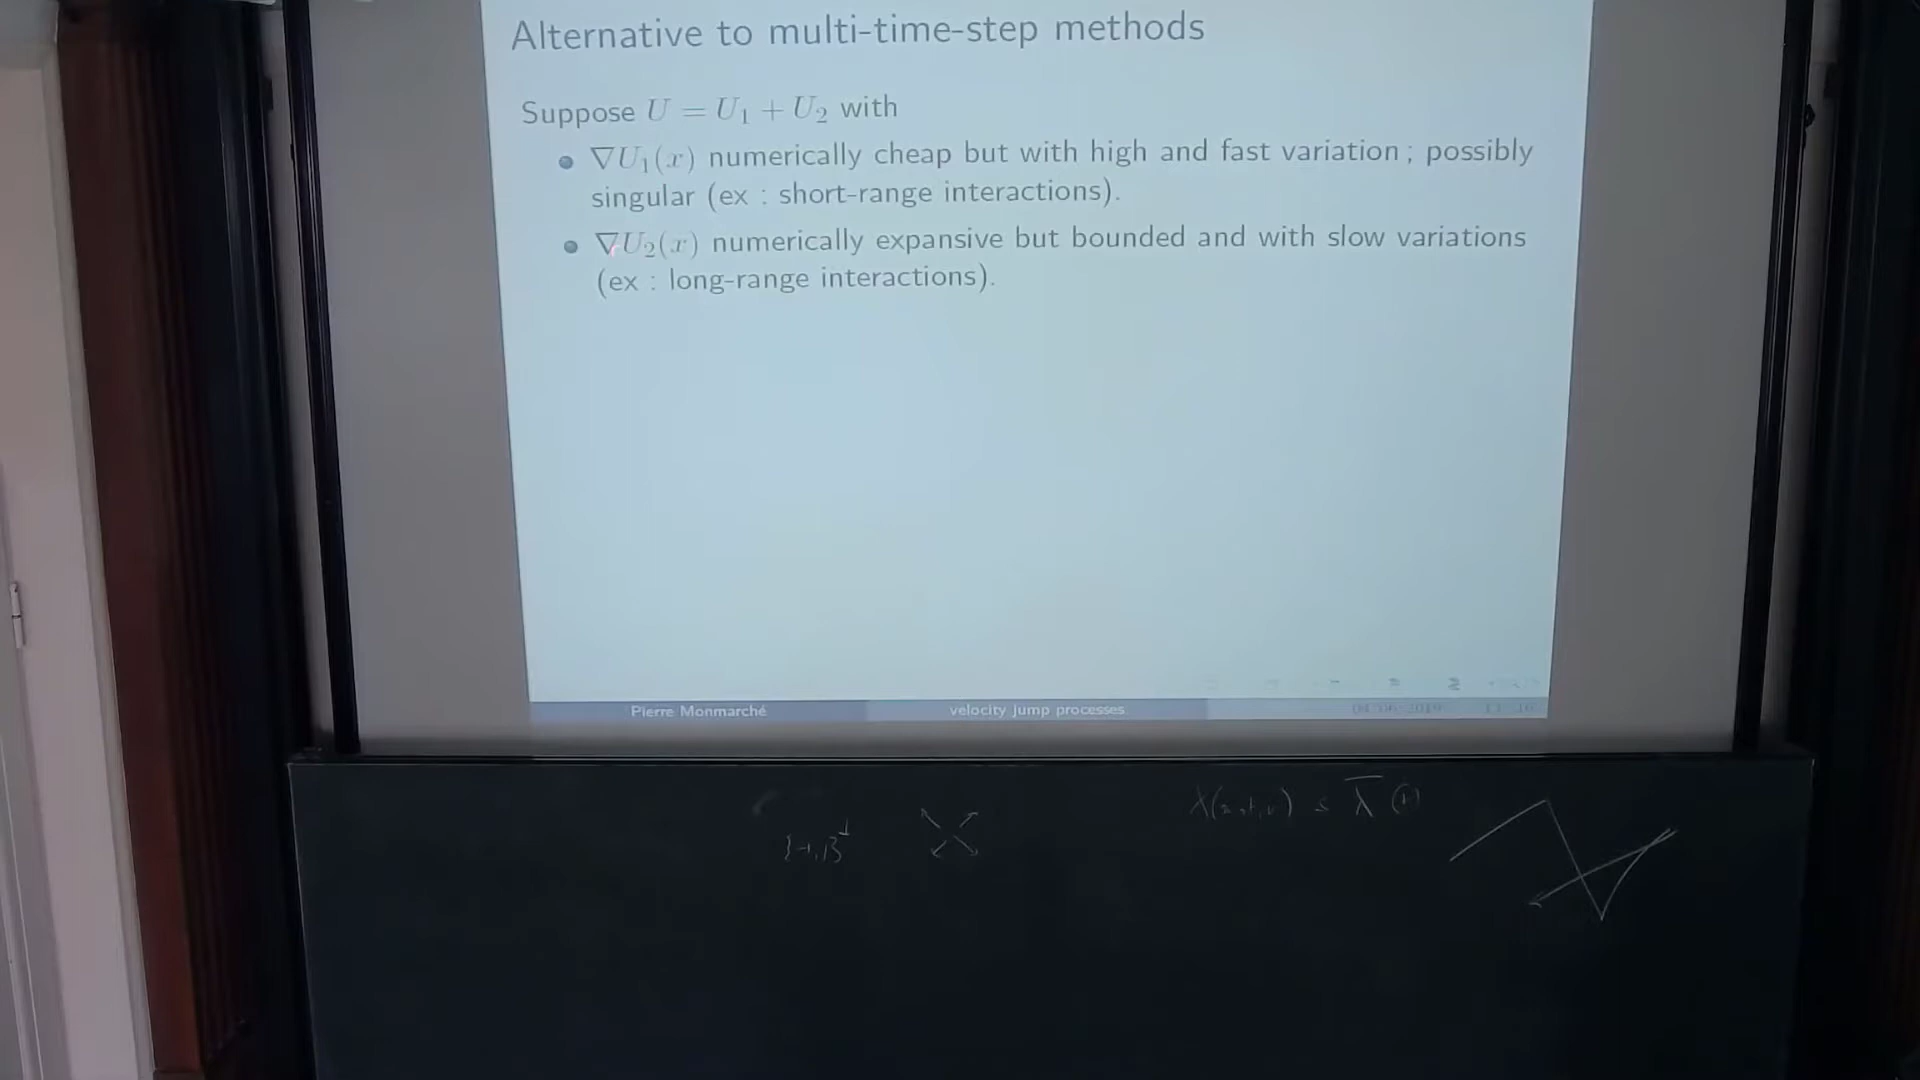 Alternative to multi-time-step methods
Suppose U = U₁ + U₂ with
∇U₁(x) numerically cheap but with high and fast variation ; possibly
singular (ex : short-range interactions).
∇U₂(x) numerically expansive but bounded and with slow variations
(ex : long-range interactions).
Pierre Monmarché velocity jump processes